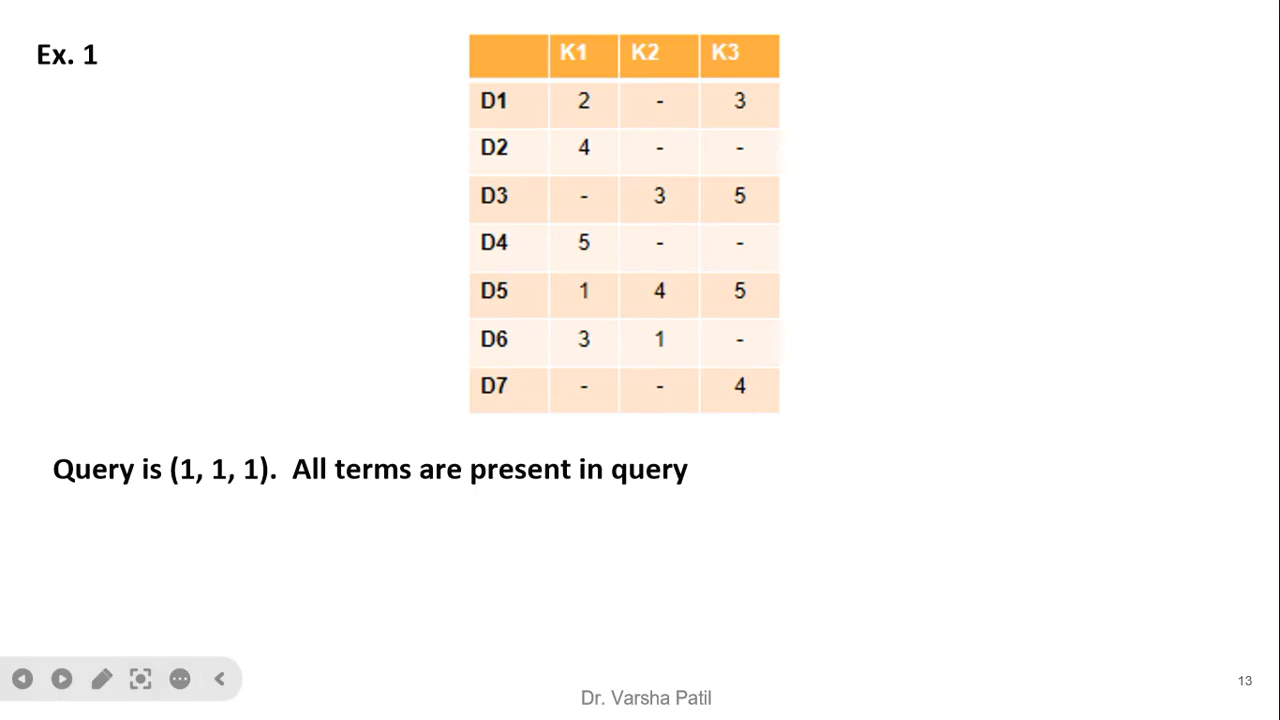 Ex. 1
K1 K2 K3
D1 2 - 3
D2 4 - -
D3 - 3 5
D4 5 - -
D5 1 4 5
D6 3 1 -
D7 - - 4
Query is (1, 1, 1). All terms are present in query
13
Dr. Varsha Patil